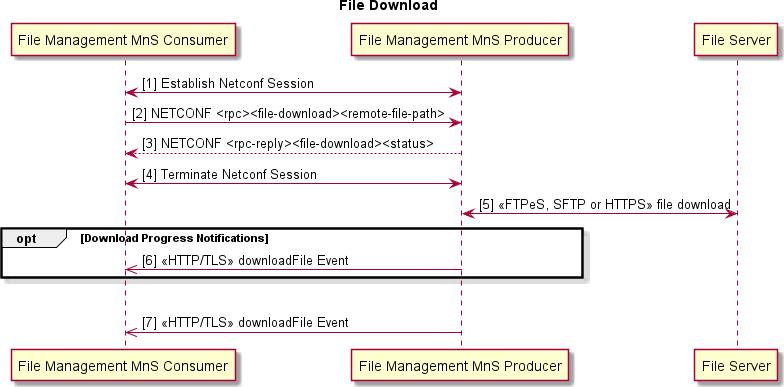 File Download
File Management MnS Consumer
File Management MnS Producer
File Server
[1] Establish Netconf Session
[2] NETCONF <rpc><file-download><remote-file-path>
[3] NETCONF <rpc-reply><file-download><status>
[4] Terminate Netconf Session
[5] «FTPeS, SFTP or HTTPS» file download
opt [Download Progress Notifications]
[6] «HTTP/TLS» downloadFile Event
[7] «HTTP/TLS» downloadFile Event
File Management MnS Consumer
File Management MnS Producer
File Server